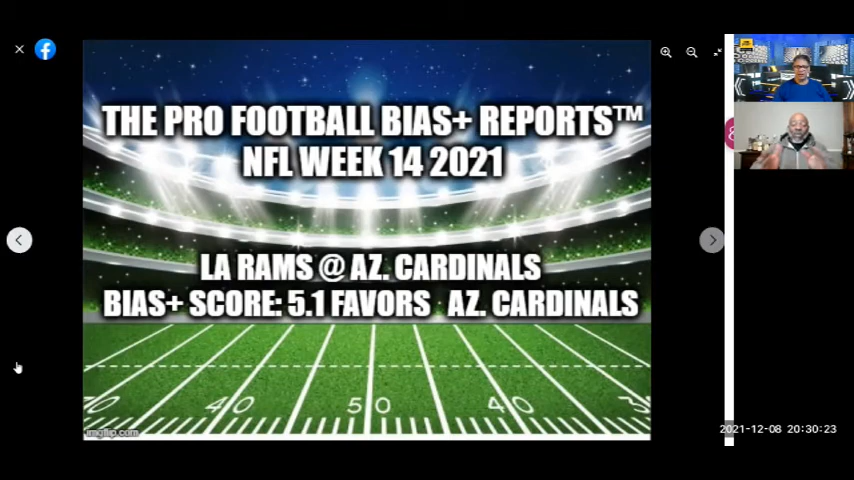 THE PRO FOOTBALL BIAS+ REPORTS™
NFL WEEK 14 2021
LA RAMS @ AZ. CARDINALS
BIAS+ SCORE: 5.1 FAVORS AZ. CARDINALS
40
50
40
imgflip.com
2021-12-08 20:30:23